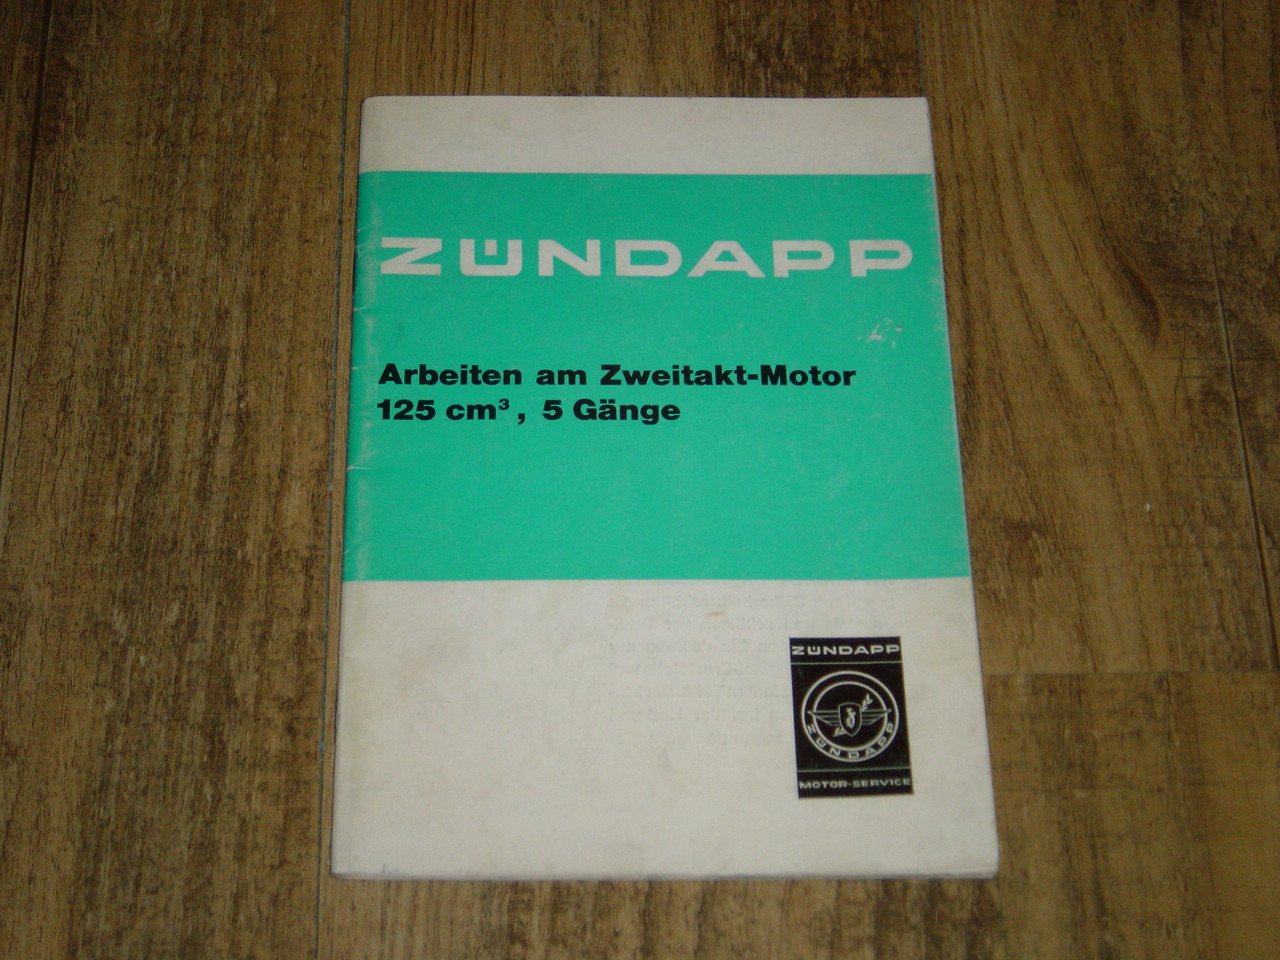 ZÜNDAPP
Arbeiten am Zweitakt-Motor
125 cm³, 5 Gänge
ZÜNDAPP
ZÜNDAPP
MOTOR-SERVICE